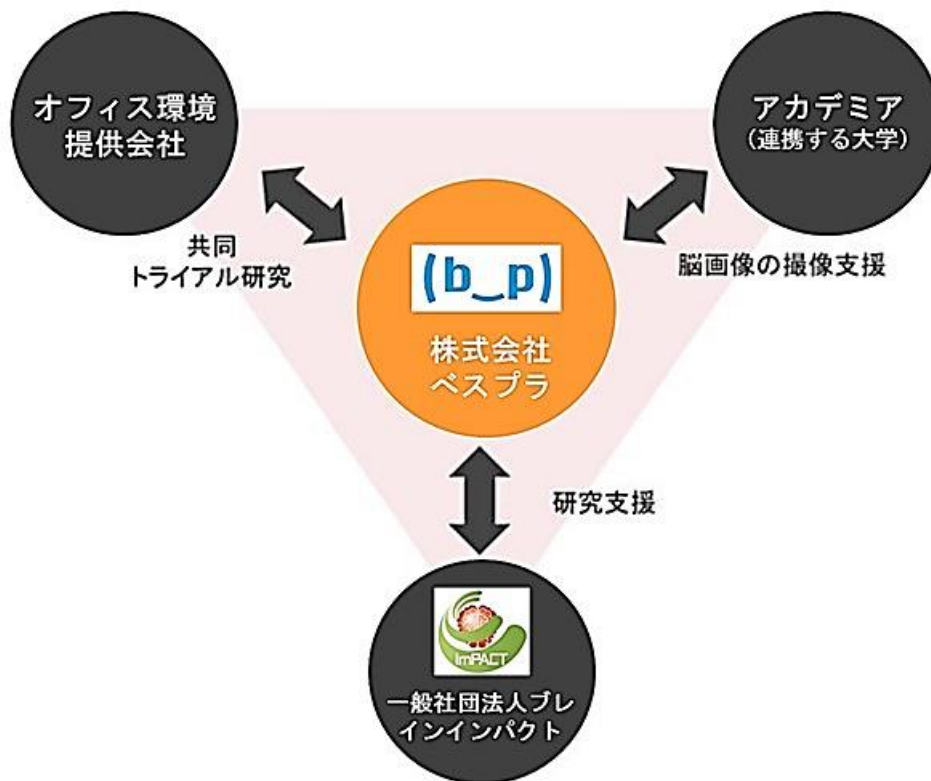 オフィス環境
提供会社
アカデミア
(連携する大学)
共同
トライアル研究
脳画像の撮像支援
(b_p)
株式会社
ベスプラ
研究支援
ImPACT
一般社団法人ブレ
インインパクト